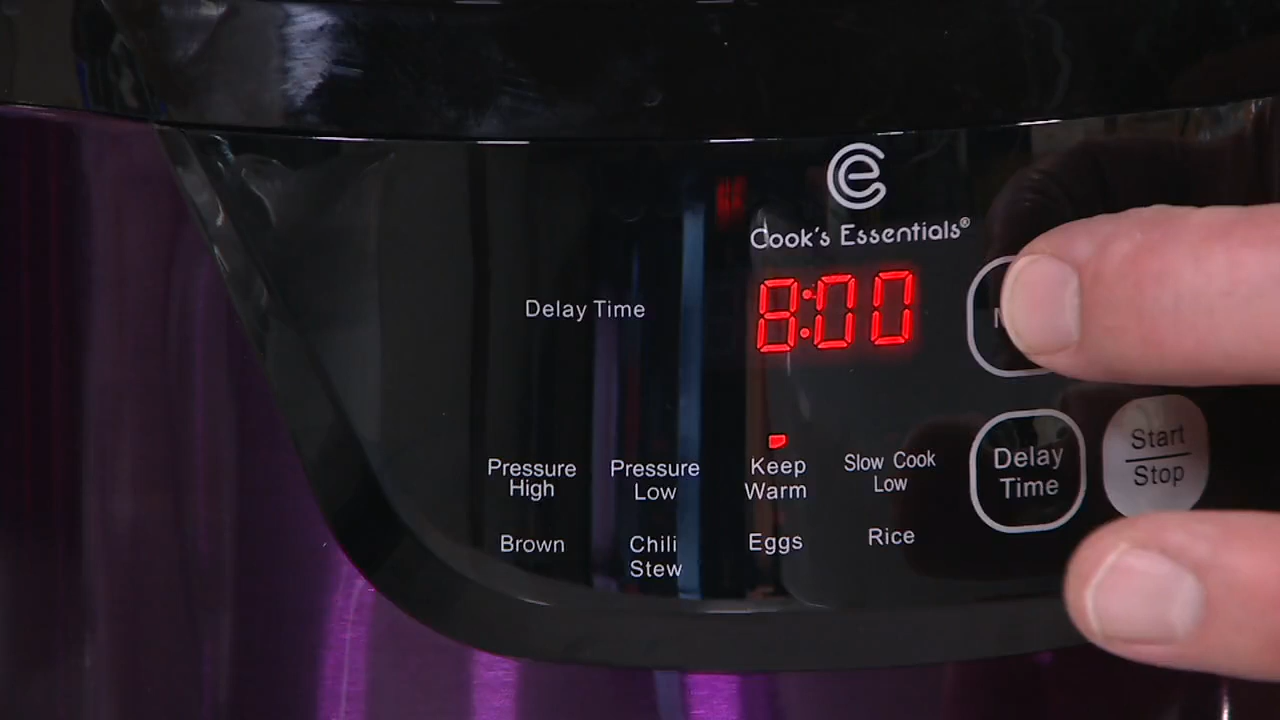 Cook's Essentials®
8:00
Delay Time
Pressure
High
Pressure
Low
Keep
Warm
Slow Cook
Low
Delay
Time
Start
Stop
Brown
Chili
Stew
Eggs
Rice